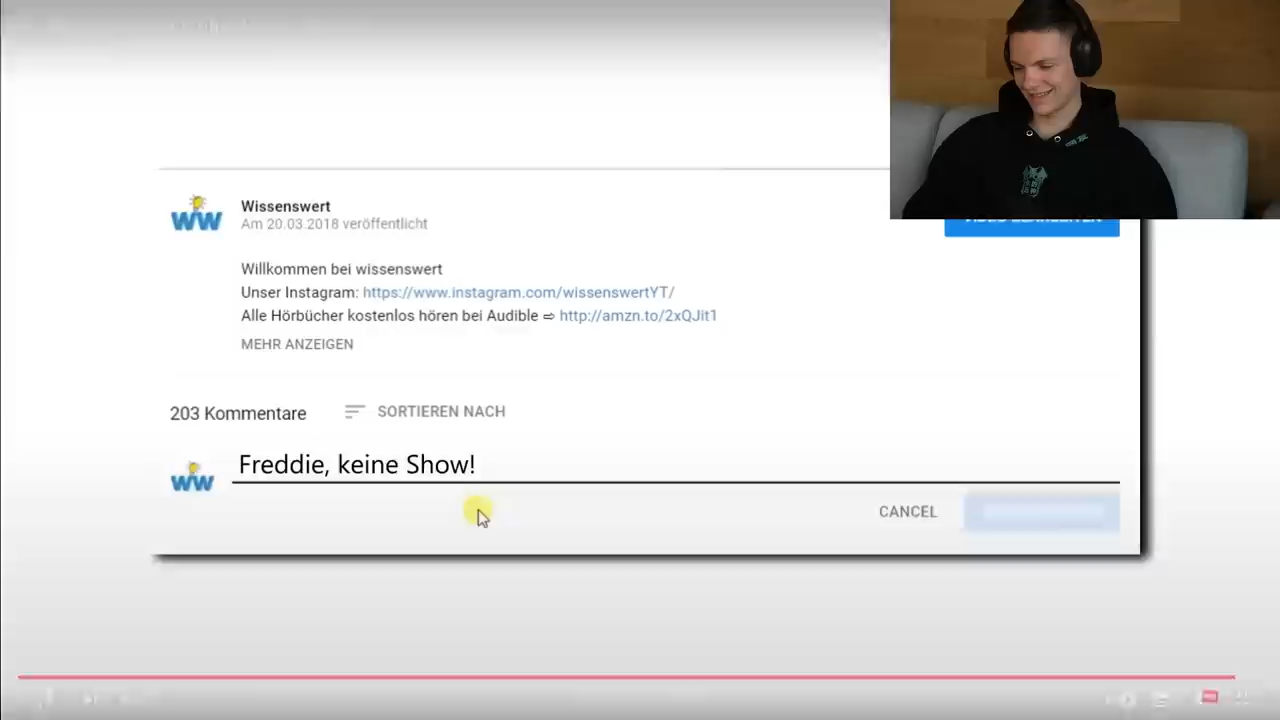 Wissenswert
Am 20.03.2018 veröffentlicht
Willkommen bei wissenswert
Unser Instagram: https://www.instagram.com/wissenswertYT/
Alle Hörbücher kostenlos hören bei Audible ⇨ http://amzn.to/2xQJit1
MEHR ANZEIGEN
203 Kommentare
SORTIEREN NACH
WW
Freddie, keine Show!
CANCEL